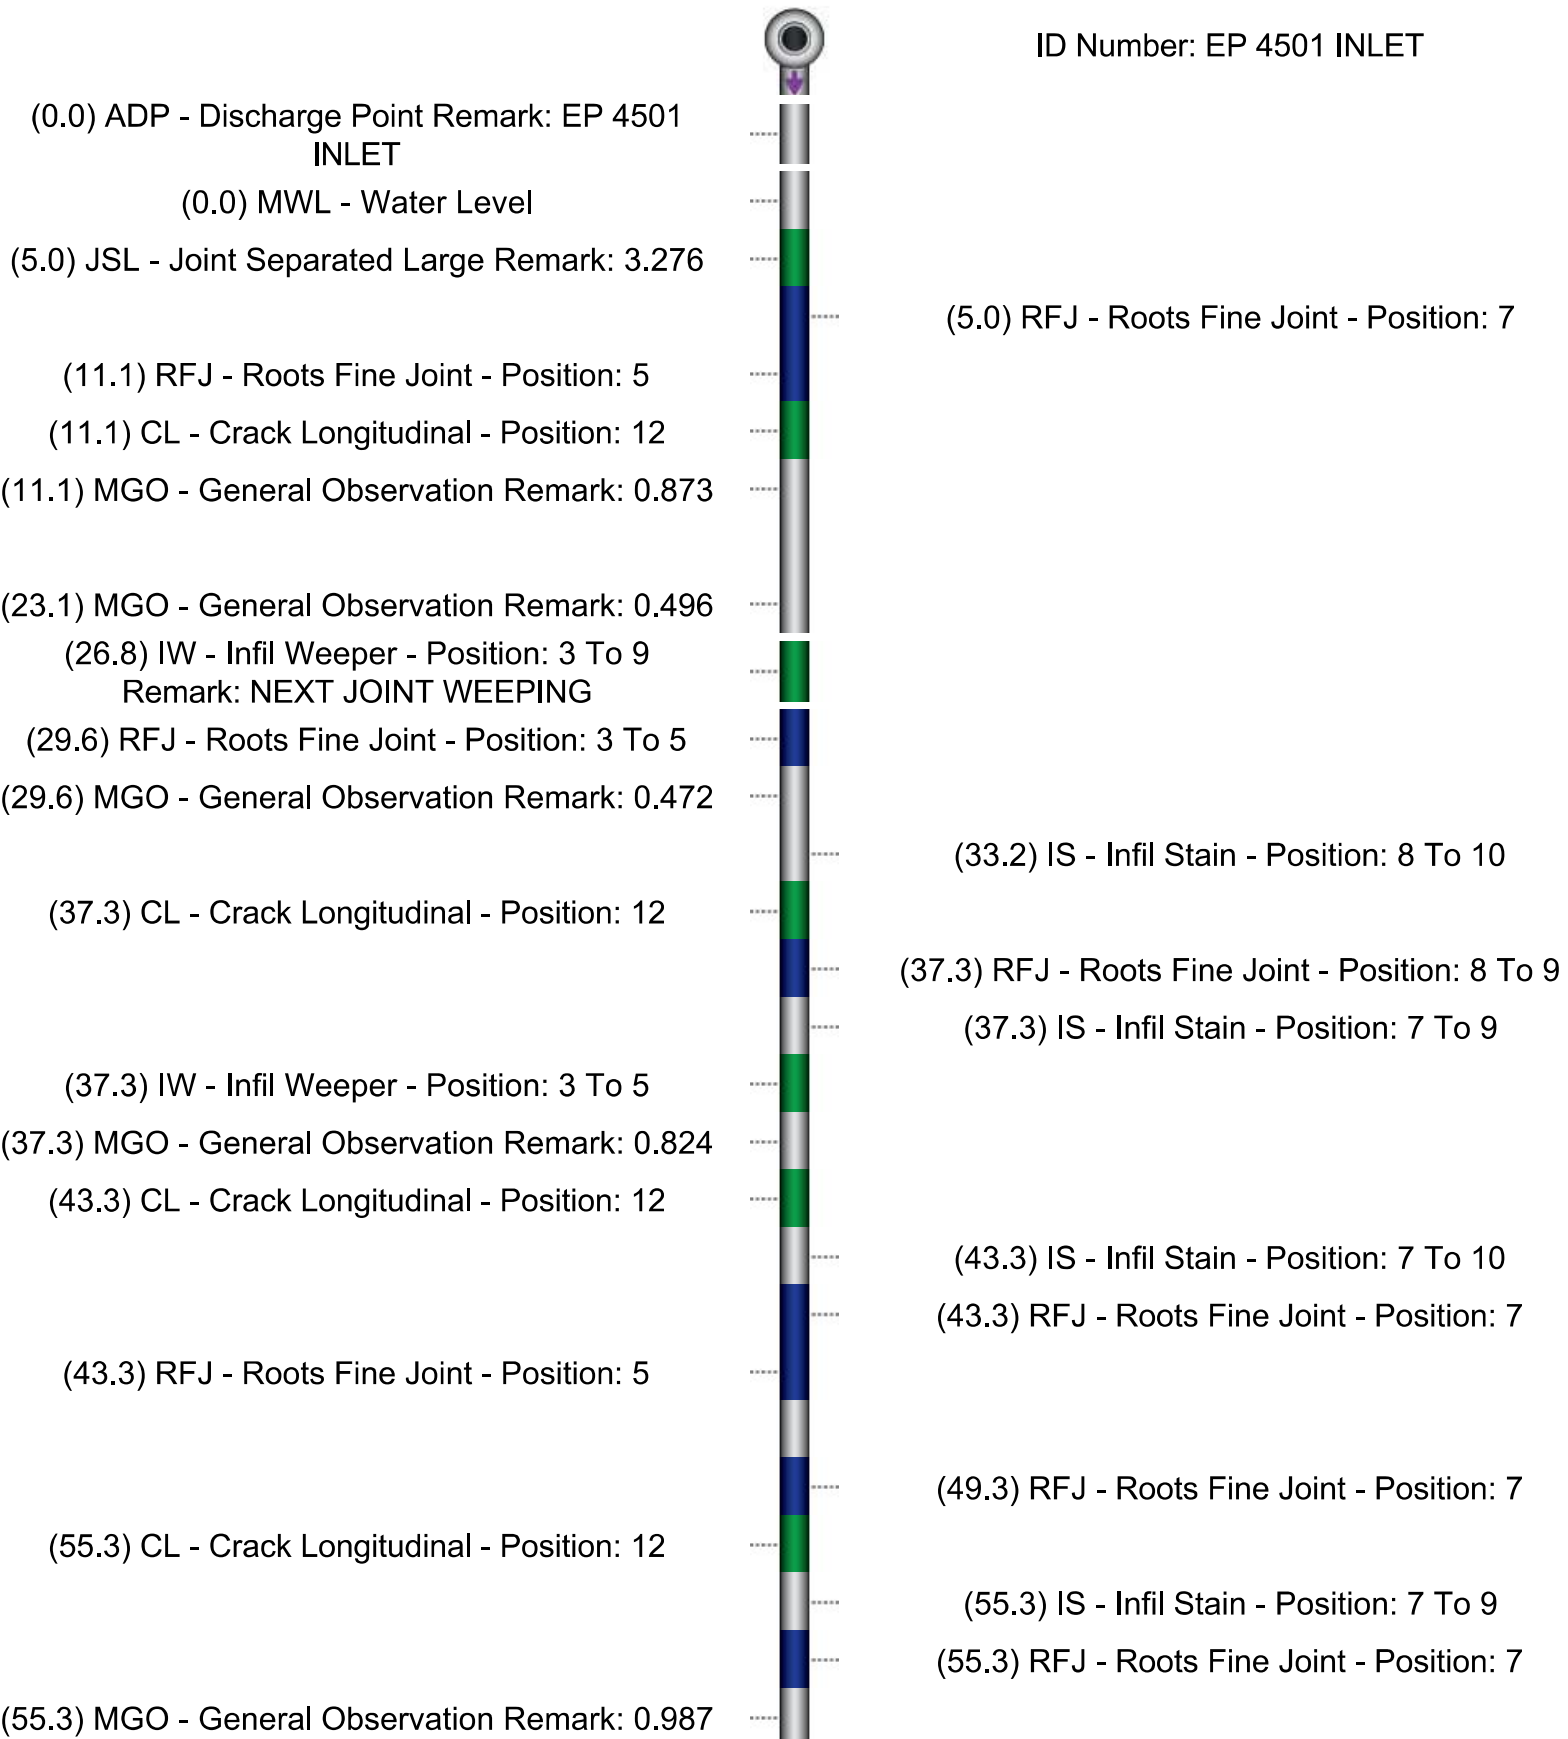 ID Number: EP 4501 INLET
(0.0) ADP - Discharge Point Remark: EP 4501
INLET
(0.0) MWL - Water Level
(5.0) JSL - Joint Separated Large Remark: 3.276
(5.0) RFJ - Roots Fine Joint - Position: 7
(11.1) RFJ - Roots Fine Joint - Position: 5
(11.1) CL - Crack Longitudinal - Position: 12
(11.1) MGO - General Observation Remark: 0.873
(23.1) MGO - General Observation Remark: 0.496
(26.8) IW - Infil Weeper - Position: 3 To 9
Remark: NEXT JOINT WEEPING
(29.6) RFJ - Roots Fine Joint - Position: 3 To 5
(29.6) MGO - General Observation Remark: 0.472
(33.2) IS - Infil Stain - Position: 8 To 10
(37.3) CL - Crack Longitudinal - Position: 12
(37.3) RFJ - Roots Fine Joint - Position: 8 To 9
(37.3) IS - Infil Stain - Position: 7 To 9
(37.3) IW - Infil Weeper - Position: 3 To 5
(37.3) MGO - General Observation Remark: 0.824
(43.3) CL - Crack Longitudinal - Position: 12
(43.3) IS - Infil Stain - Position: 7 To 10
(43.3) RFJ - Roots Fine Joint - Position: 7
(43.3) RFJ - Roots Fine Joint - Position: 5
(49.3) RFJ - Roots Fine Joint - Position: 7
(55.3) CL - Crack Longitudinal - Position: 12
(55.3) IS - Infil Stain - Position: 7 To 9
(55.3) RFJ - Roots Fine Joint - Position: 7
(55.3) MGO - General Observation Remark: 0.987